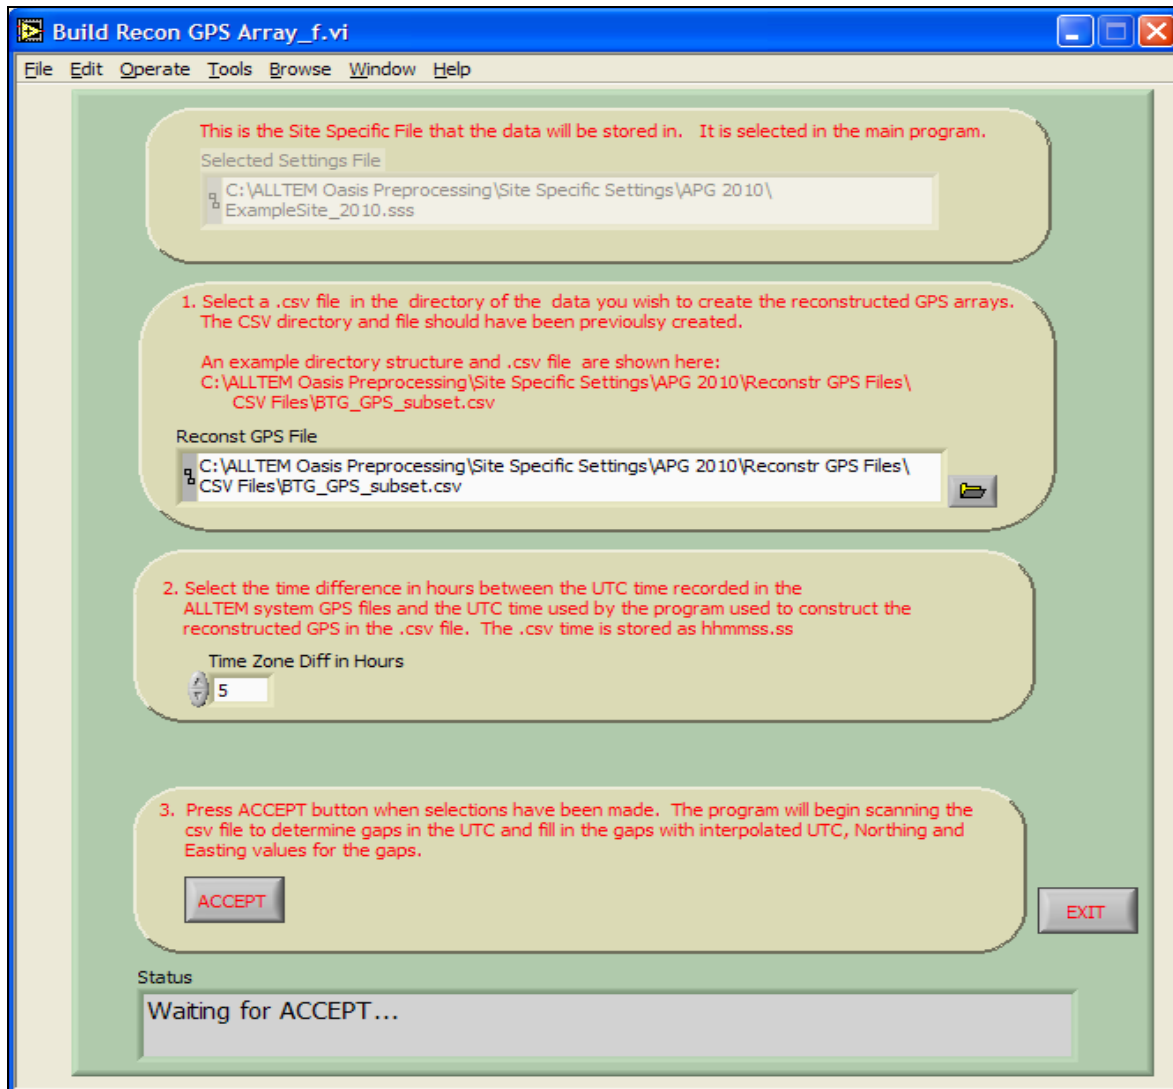 Build Recon GPS Array_f.vi
File Edit Operate Tools Browse Window Help
This is the Site Specific File that the data will be stored in. It is selected in the main program.
Selected Settings File
C:\ALLTEM Oasis Preprocessing\Site Specific Settings\APG 2010\
ExampleSite_2010.sss
1. Select a .csv file in the directory of the data you wish to create the reconstructed GPS arrays.
The CSV directory and file should have been previoulsy created.
An example directory structure and .csv file are shown here:
C:\ALLTEM Oasis Preprocessing\Site Specific Settings\APG 2010\Reconstr GPS Files\
CSV Files\BTG_GPS_subset.csv
Reconst GPS File
C:\ALLTEM Oasis Preprocessing\Site Specific Settings\APG 2010\Reconstr GPS Files\
CSV Files\BTG_GPS_subset.csv
2. Select the time difference in hours between the UTC time recorded in the
ALLTEM system GPS files and the UTC time used by the program used to construct the
reconstructed GPS in the .csv file. The .csv time is stored as hhmmss.ss
Time Zone Diff in Hours
5
3. Press ACCEPT button when selections have been made. The program will begin scanning the
csv file to determine gaps in the UTC and fill in the gaps with interpolated UTC, Northing and
Easting values for the gaps.
ACCEPT
EXIT
Status
Waiting for ACCEPT...